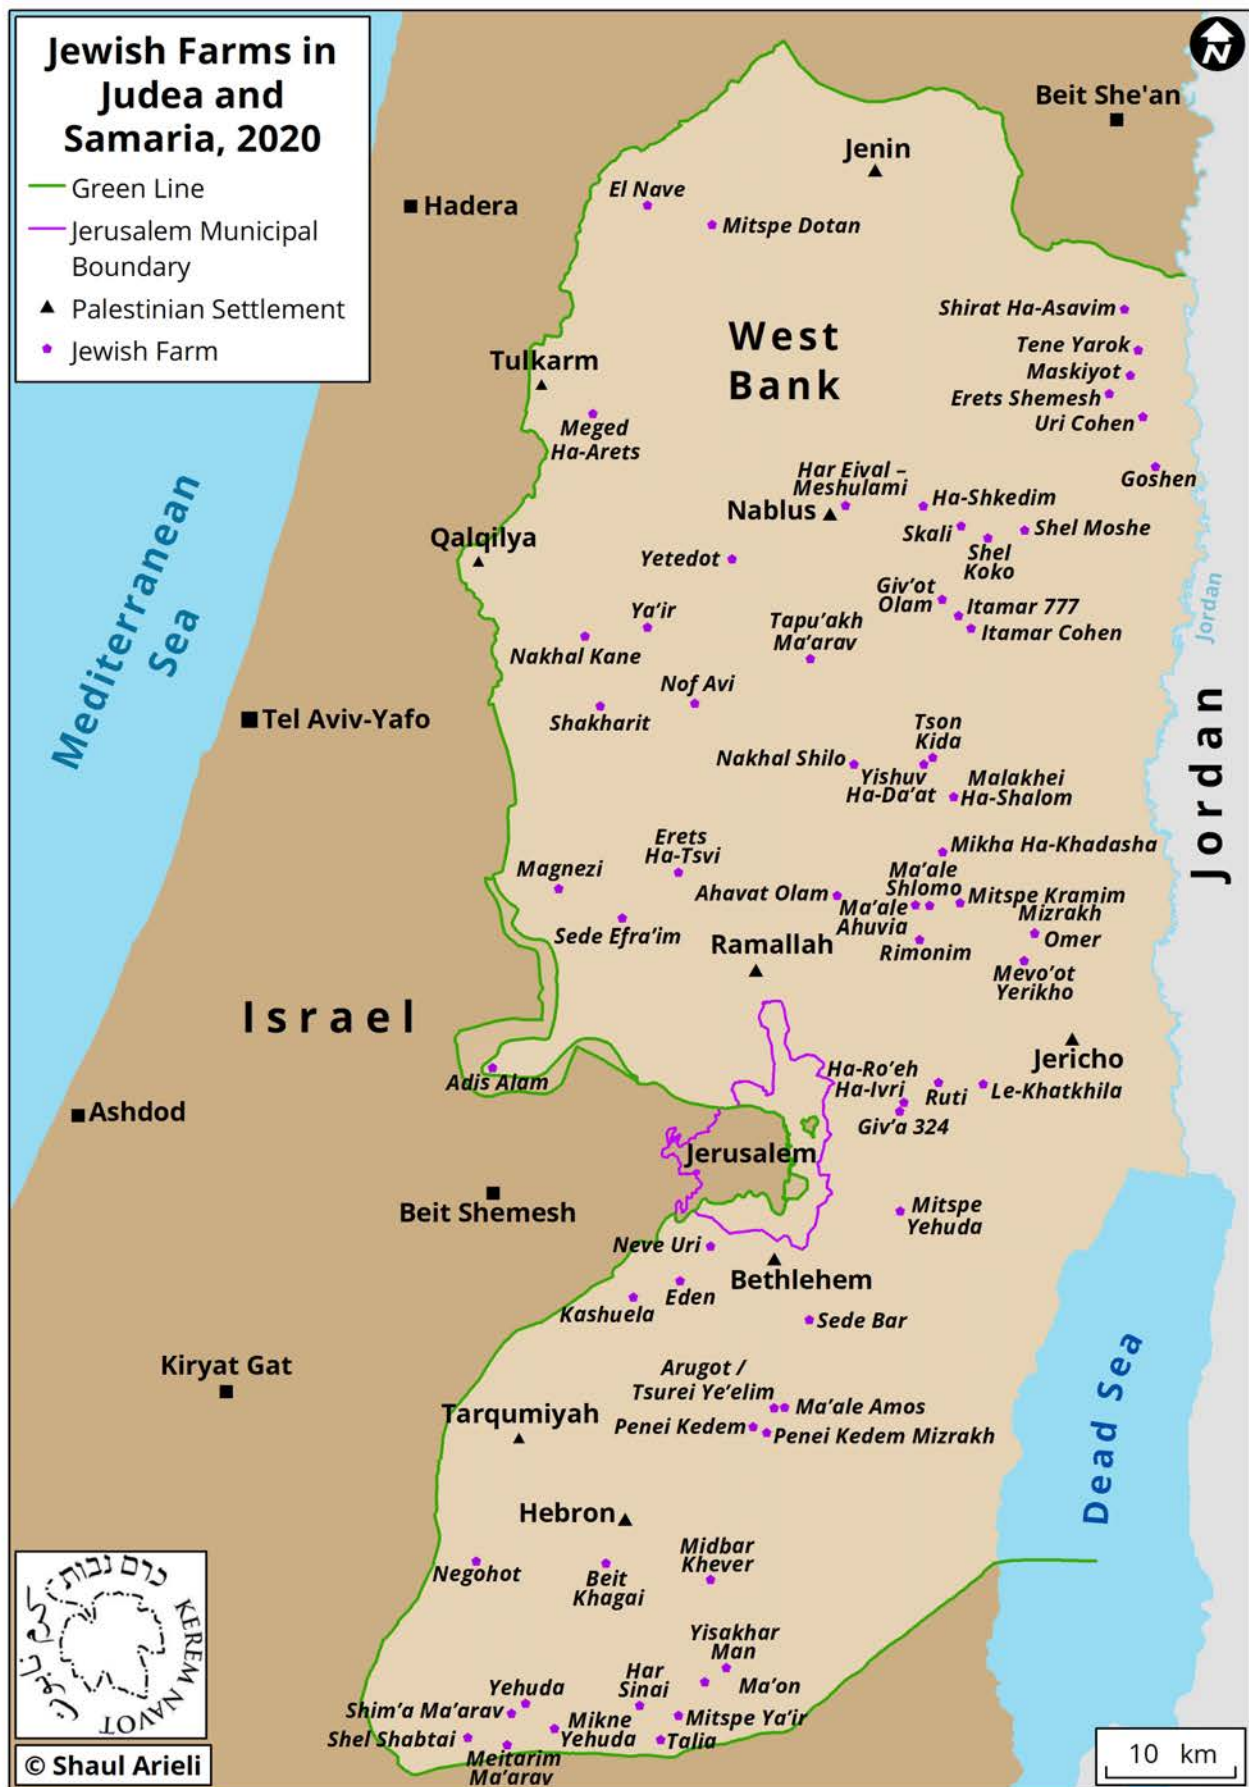 Jewish Farms in
Judea and
Samaria, 2020
Green Line
Jerusalem Municipal
Boundary
Palestinian Settlement
Jewish Farm
N
Beit She'an
Jenin
Hadera
El Nave
Mitspe Dotan
Shirat Ha-Asavim
West
Bank
Tene Yarok
Maskiyot
Erets Shemesh
Uri Cohen
Tulkarm
Meged
Ha-Arets
Goshen
Har Eival –
Meshulami
Nablus
Ha-Shkedim
Skali
Shel
Koko
Shel Moshe
Qalqilya
Yetedot
Mediterranean
Sea
Giv’ot
Olam
Itamar 777
Itamar Cohen
Jordan
Ya’ir
Nakhal Kane
Tapu’akh
Ma’arav
Nof Avi
Shakharit
Tel Aviv-Yafo
Tson
Kida
Nakhal Shilo
Yishuv
Ha-Da’at
Malakhei
Ha-Shalom
Jordan
Erets
Ha-Tsvi
Mikha Ha-Khadasha
Magnezi
Ahavat Olam
Ma’ale
Shlomo
Mitspe Kramim
Mizrakh
Ma’ale
Ahuvia
Omer
Sede Efra’im
Ramallah
Rimonim
Mevo’ot
Yerikho
Israel
Jericho
Adis Alam
Ha-Ro’eh
Ha-Ivri
Ruti
Le-Khatkhila
Giv’a 324
Ashdod
Jerusalem
Beit Shemesh
Mitspe
Yehuda
Neve Uri
Bethlehem
Eden
Kashuela
Sede Bar
Kiryat Gat
Arugot /
Tsurei Ye’elim
Ma’ale Amos
Tarqumiyah
Penei Kedem
Penei Kedem Mizrakh
Dead Sea
Hebron
Midbar
Khever
Negohot
Beit
Khagai
Yisakhar
Man
Har
Sinai
Ma’on
Yehuda
Shim’a Ma’arav
Mikne
Yehuda
Mitspe Ya’ir
Shel Shabtai
Talia
Meitarim
Ma’arav
כרם נבות
KEREM NAVOT
© Shaul Arieli
10 km